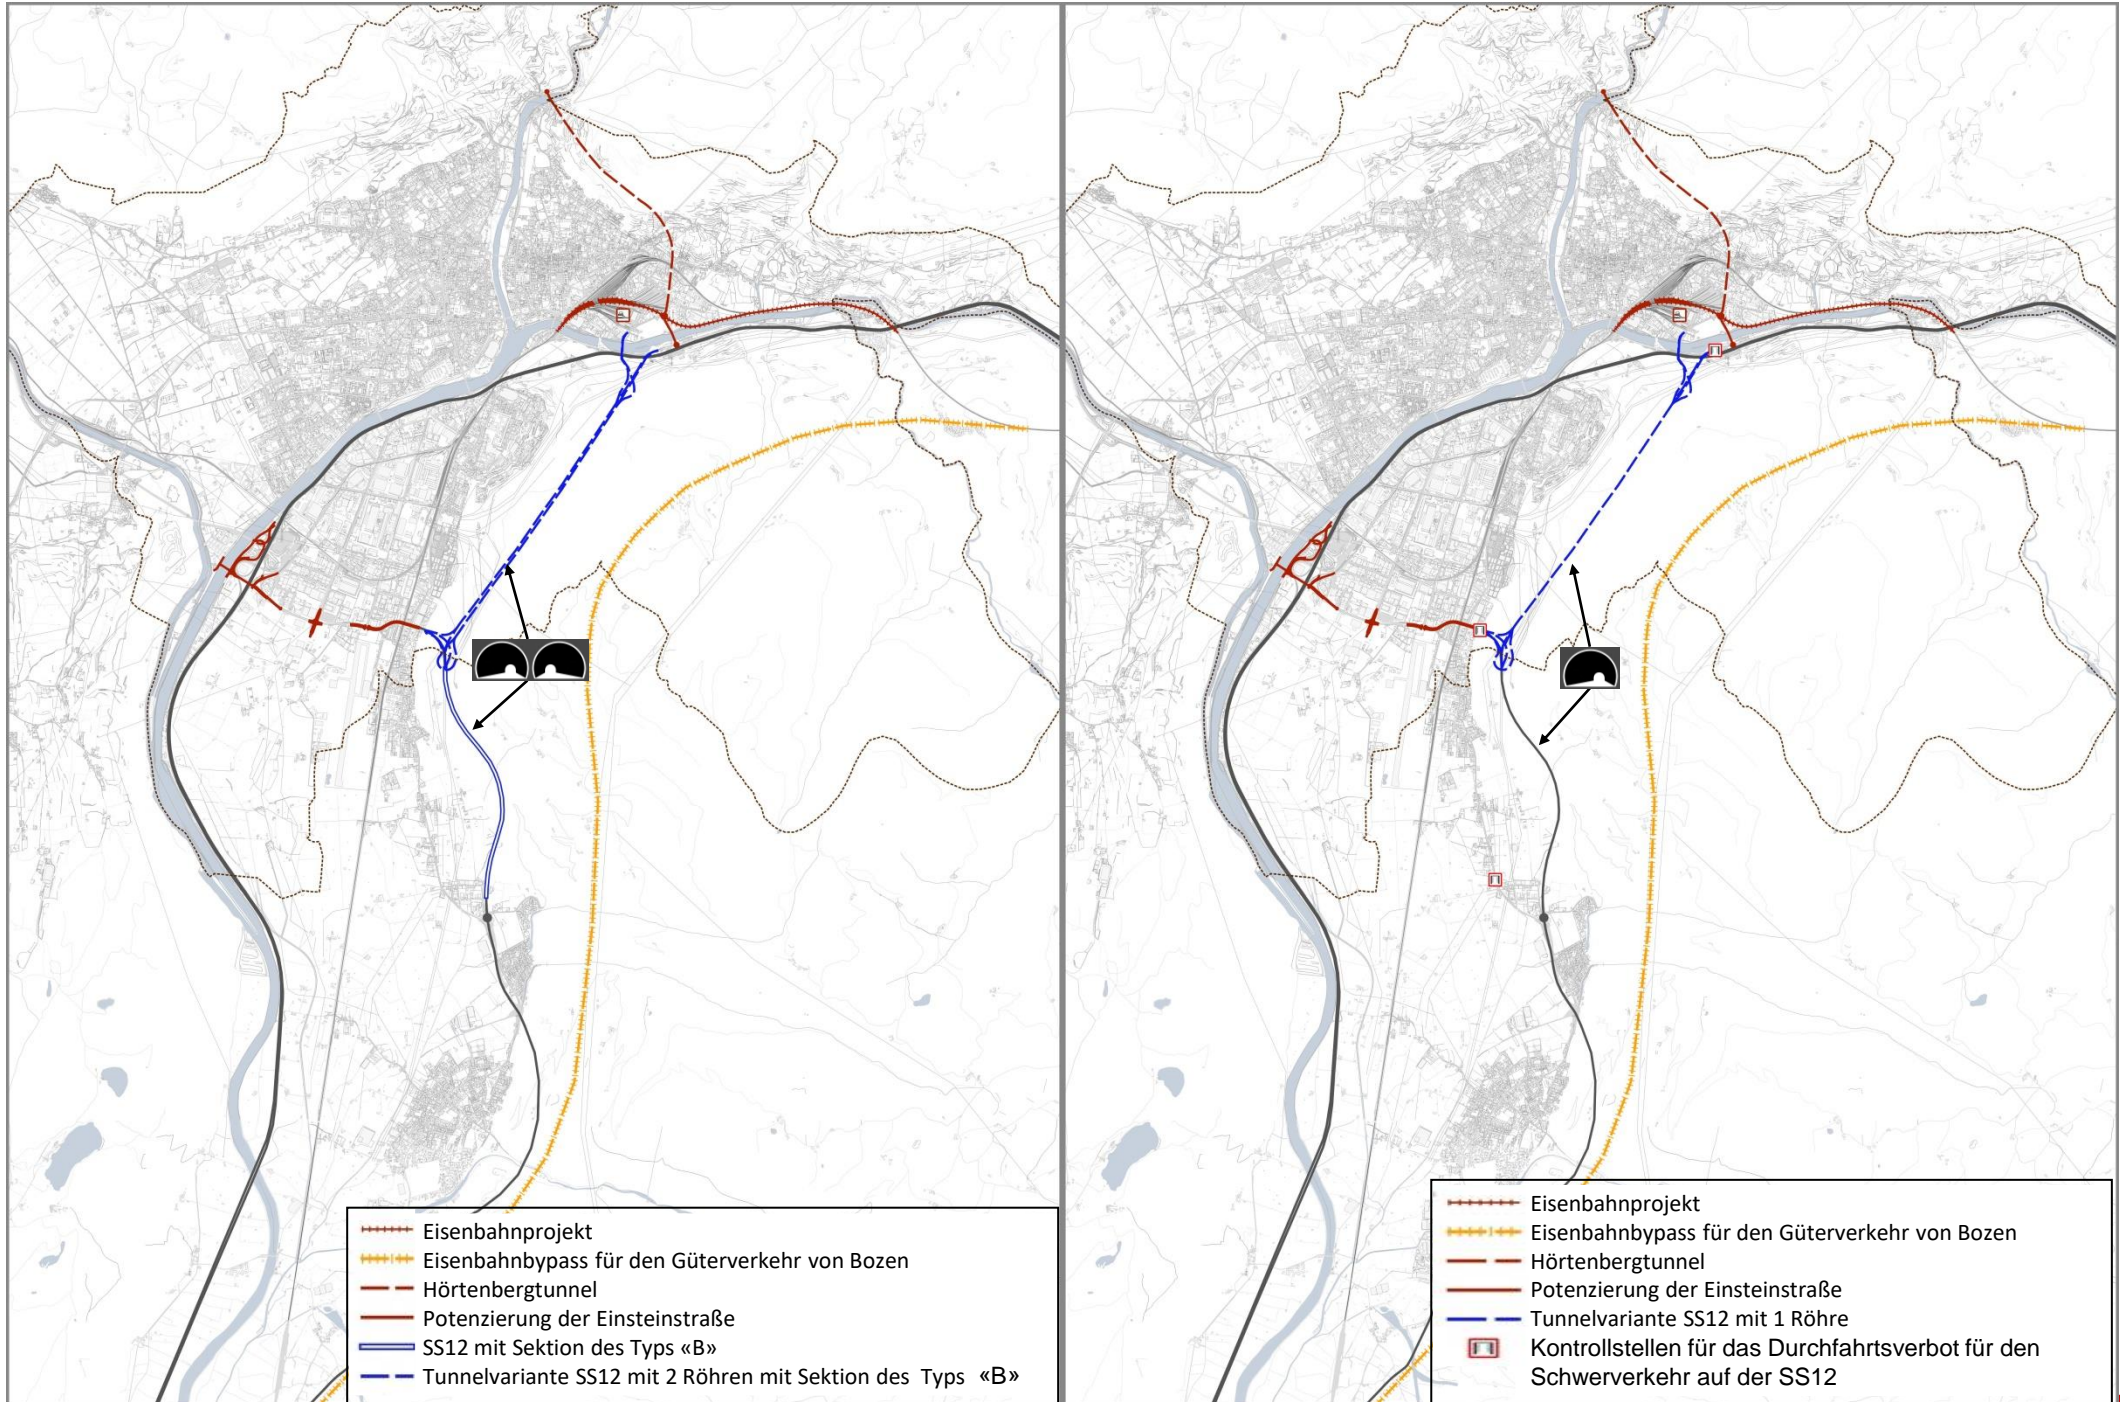 Eisenbahnprojekt
Eisenbahnbypass für den Güterverkehr von Bozen
Hörtenbergtunnel
Potenzierung der Einsteinstraße
SS12 mit Sektion des Typs «B»
Tunnelvariante SS12 mit 2 Röhren mit Sektion des Typs «B»
Eisenbahnprojekt
Eisenbahnbypass für den Güterverkehr von Bozen
Hörtenbergtunnel
Potenzierung der Einsteinstraße
Tunnelvariante SS12 mit 1 Röhre
Kontrollstellen für das Durchfahrtsverbot für den
Schwerverkehr auf der SS12